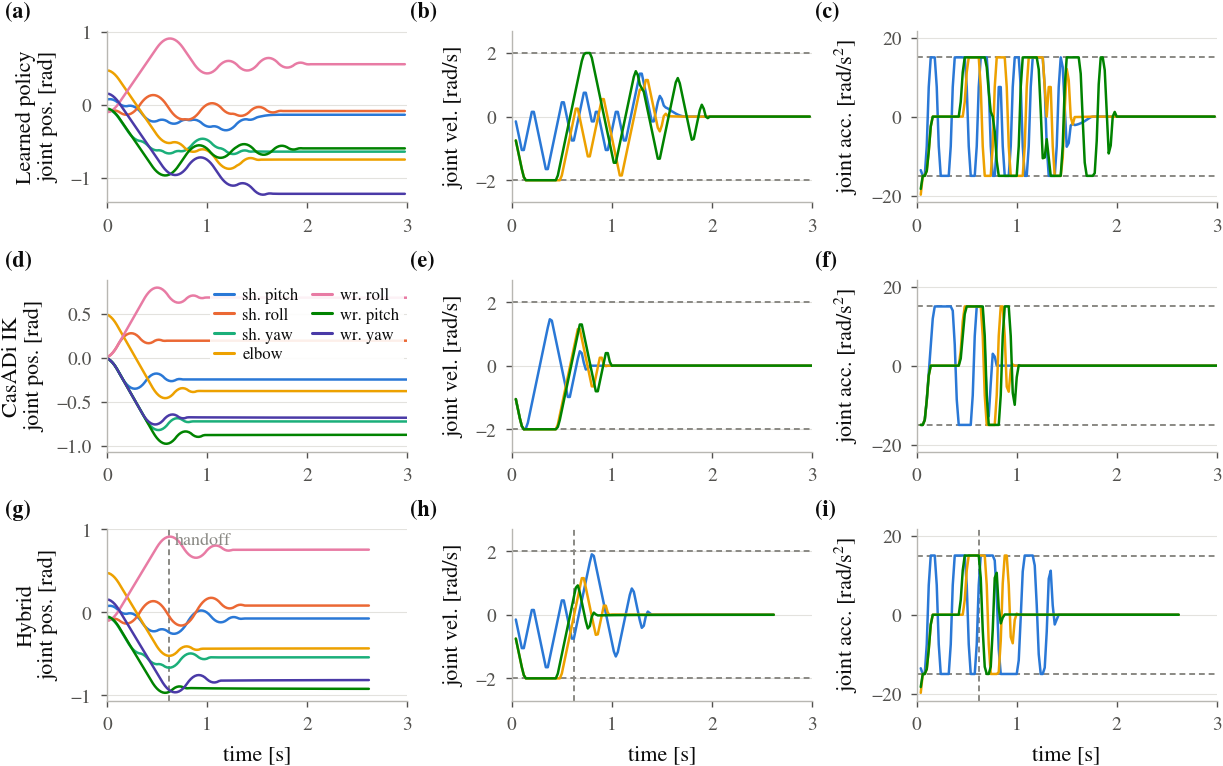 (a) (b) (c)
Learned policy
joint pos. [rad]
1
0
−1
0 1 2 3
joint vel. [rad/s]
2
0
−2
0 1 2 3
joint acc. [rad/s²]
20
0
−20
0 1 2 3
(d) (e) (f)
CasADi IK
joint pos. [rad]
0.5
0.0
−0.5
−1.0
0 1 2 3
sh. pitch wr. roll
sh. roll wr. pitch
sh. yaw wr. yaw
elbow
joint vel. [rad/s]
2
0
−2
0 1 2 3
joint acc. [rad/s²]
20
0
−20
0 1 2 3
(g) (h) (i)
Hybrid
joint pos. [rad]
1
0
−1
handoff
0 1 2 3
time [s]
joint vel. [rad/s]
2
0
−2
0 1 2 3
time [s]
joint acc. [rad/s²]
20
0
−20
0 1 2 3
time [s]